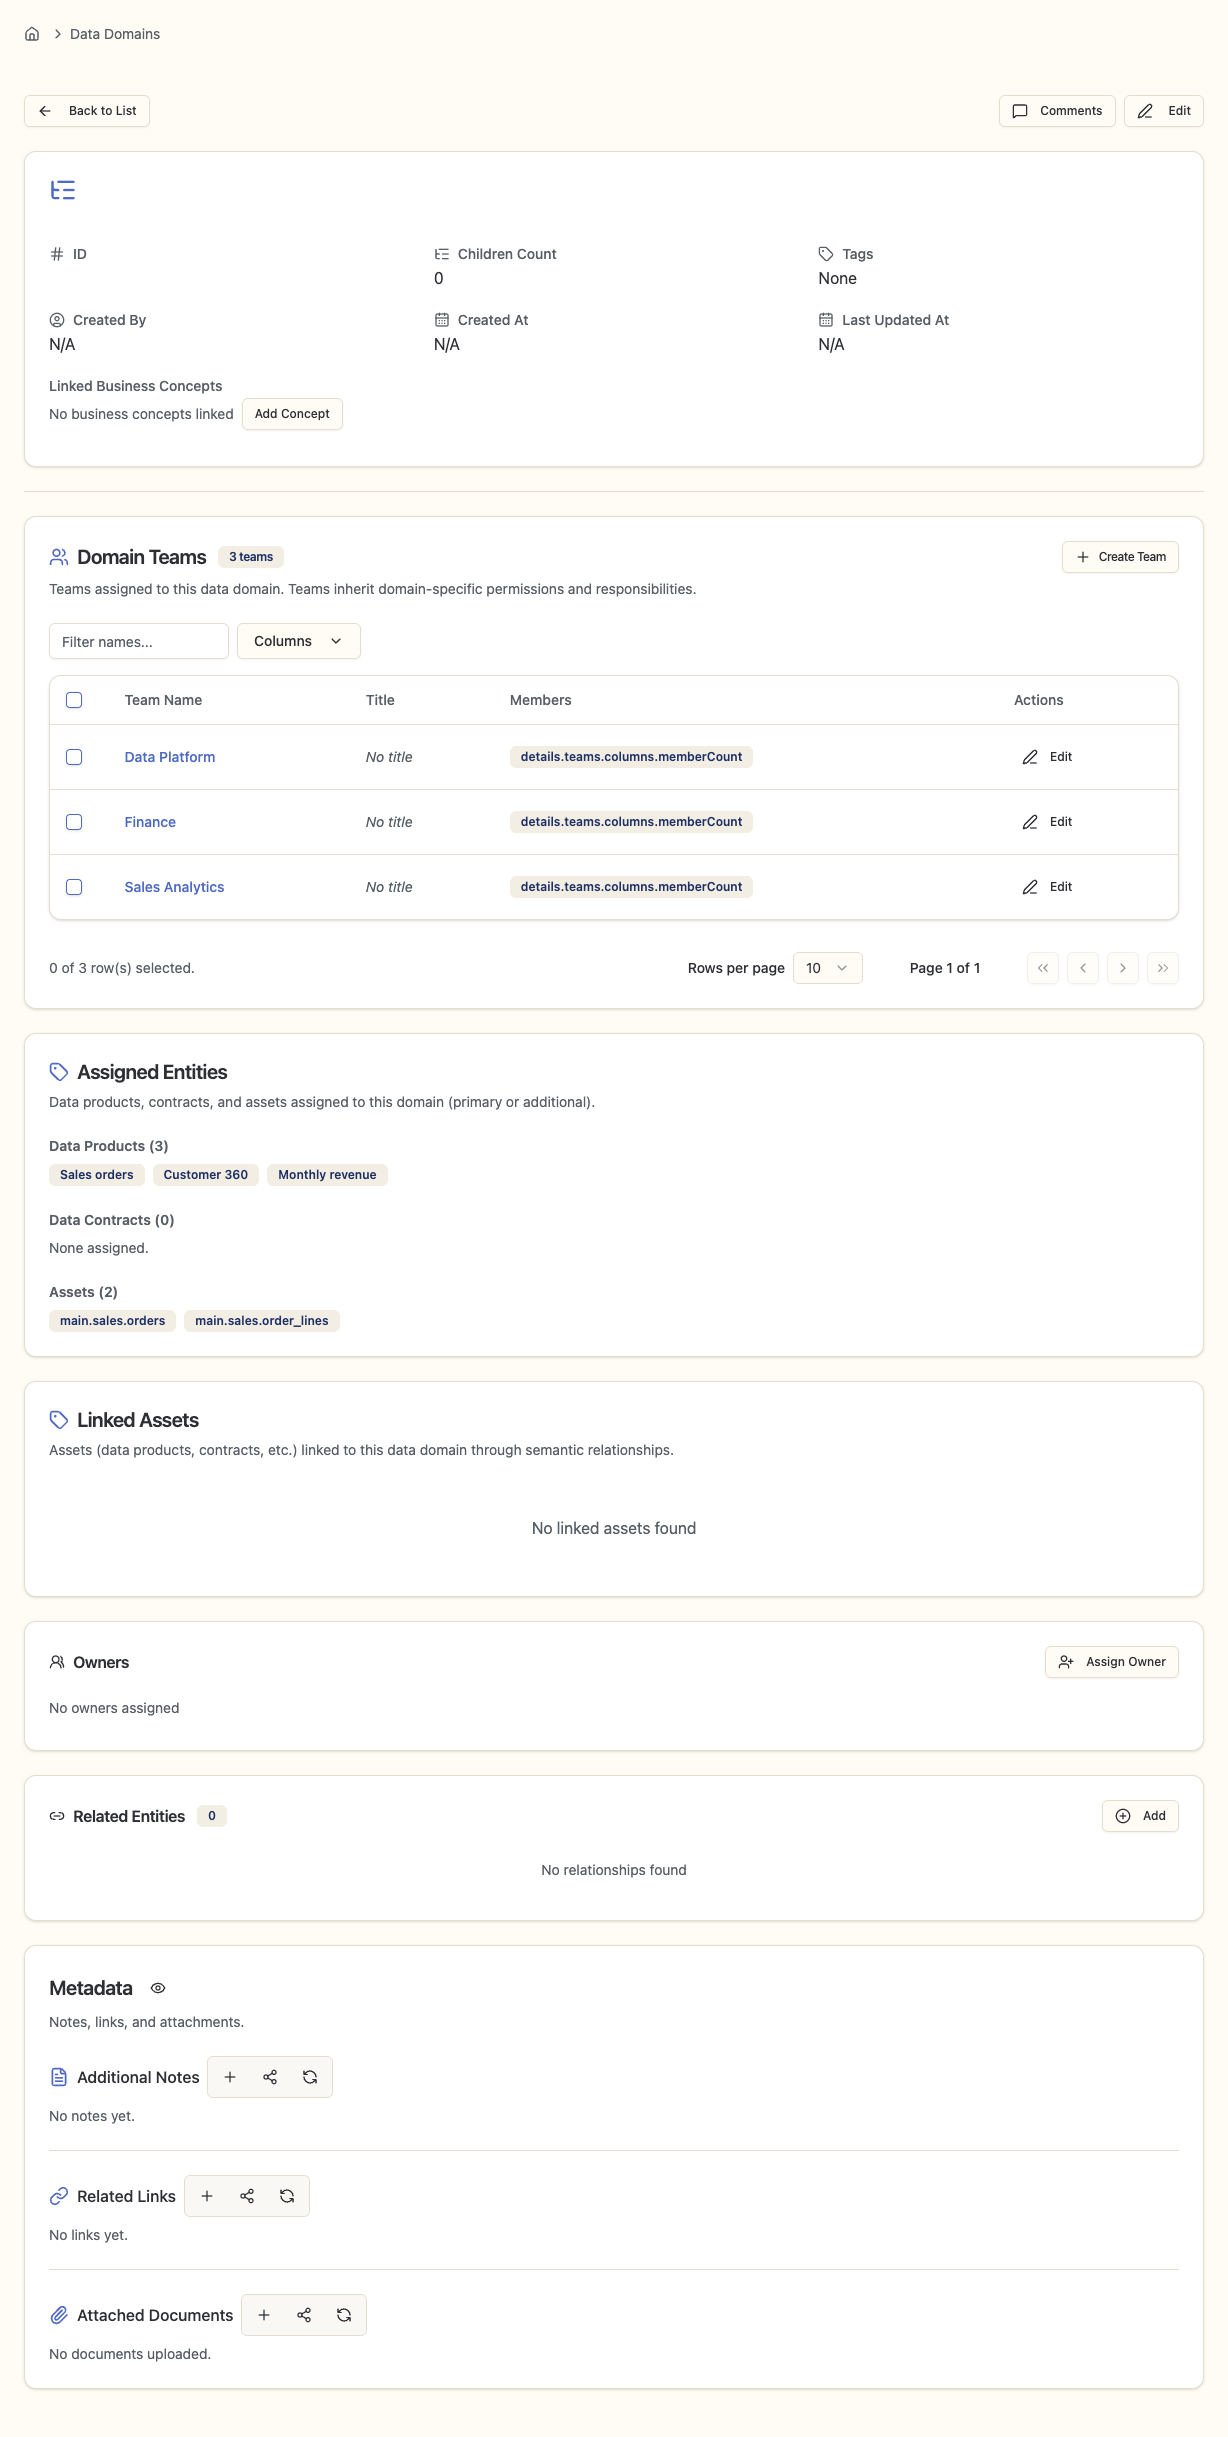 Data Domains
Back to List
Comments
Edit
ID
Children Count
0
Tags
None
Created By
N/A
Created At
N/A
Last Updated At
N/A
Linked Business Concepts
No business concepts linked
Add Concept
Domain Teams
3 teams
Create Team
Teams assigned to this data domain. Teams inherit domain-specific permissions and responsibilities.
Filter names...
Columns
Team Name Title Members Actions
Data Platform No title details.teams.columns.memberCount Edit
Finance No title details.teams.columns.memberCount Edit
Sales Analytics No title details.teams.columns.memberCount Edit
0 of 3 row(s) selected.
Rows per page
10
Page 1 of 1
Assigned Entities
Data products, contracts, and assets assigned to this domain (primary or additional).
Data Products (3)
Sales orders Customer 360 Monthly revenue
Data Contracts (0)
None assigned.
Assets (2)
main.sales.orders main.sales.order_lines
Linked Assets
Assets (data products, contracts, etc.) linked to this data domain through semantic relationships.
No linked assets found
Owners
Assign Owner
No owners assigned
Related Entities
0
Add
No relationships found
Metadata
Notes, links, and attachments.
Additional Notes
No notes yet.
Related Links
No links yet.
Attached Documents
No documents uploaded.